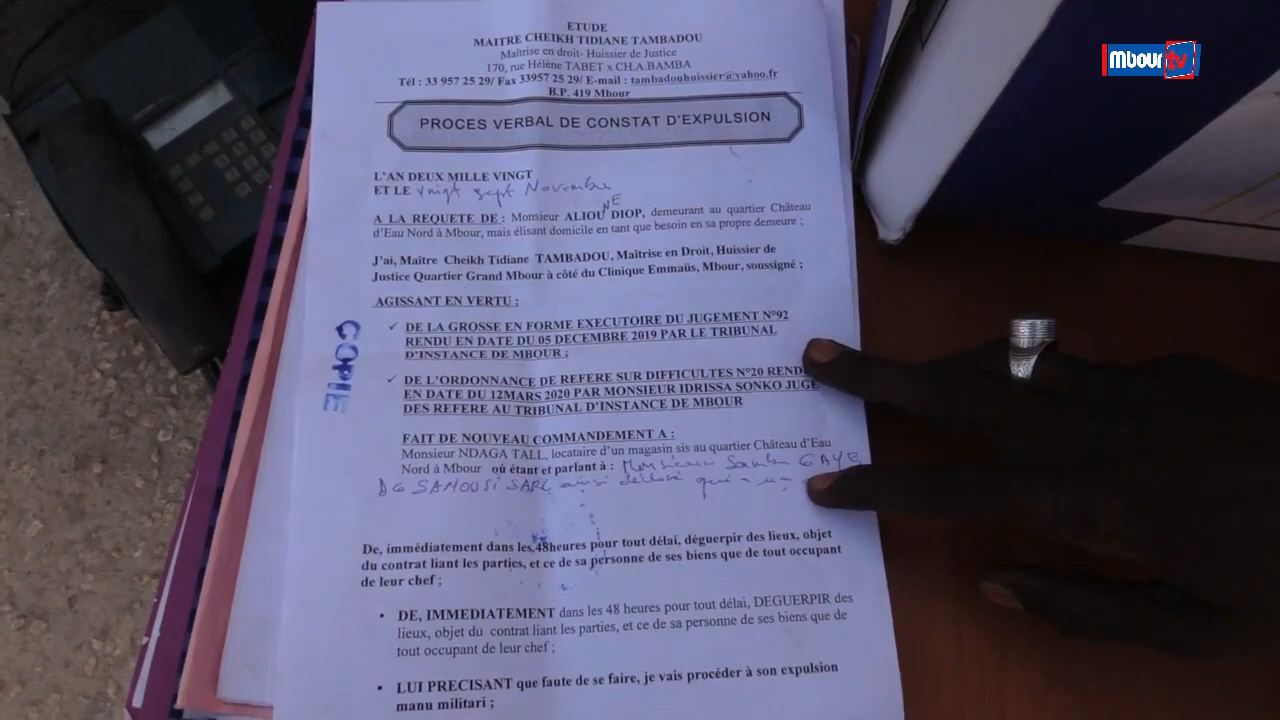 mbour tv
ETUDE
MAITRE CHEIKH TIDIANE TAMBADOU
Maîtrise en droit- Huissier de Justice
170, rue Hélène TABET x CH.A.BAMBA
Tél : 33 957 25 29/ Fax 33957 25 29/ E-mail : tambadouhuissier@yahoo.fr
B.P. 419 Mbour
PROCES VERBAL DE CONSTAT D'EXPULSION
L'AN DEUX MILLE VINGT
ET LE vingt sept Novembre
A LA REQUETE DE : Monsieur ALIOUNE DIOP, demeurant au quartier Château
d'Eau Nord à Mbour, mais élisant domicile en tant que besoin en sa propre demeure ;
J'ai, Maître Cheikh Tidiane TAMBADOU, Maîtrise en Droit, Huissier de
Justice Quartier Grand Mbour à côté du Clinique Emmaüs, Mbour, soussigné ;
AGISSANT EN VERTU :
✓ DE LA GROSSE EN FORME EXECUTOIRE DU JUGEMENT N°92
RENDU EN DATE DU 05 DECEMBRE 2019 PAR LE TRIBUNAL
D'INSTANCE DE MBOUR ;
COPIE
✓ DE L'ORDONNANCE DE REFERE SUR DIFFICULTES N°20 REND
EN DATE DU 12MARS 2020 PAR MONSIEUR IDRISSA SONKO JUGE
DES REFERE AU TRIBUNAL D'INSTANCE DE MBOUR
FAIT DE NOUVEAU COMMANDEMENT A :
Monsieur NDAGA TALL, locataire d'un magasin sis au quartier Château d'Eau
Nord à Mbour où étant et parlant à : Monsieur Samba GAYE
DG SAMOUSI SARL ainsi déclaré qui
De, immédiatement dans les 48heures pour tout délai, déguerpir des lieux, objet
du contrat liant les parties, et ce de sa personne de ses biens que de tout occupant
de leur chef ;
• DE, IMMEDIATEMENT dans les 48 heures pour tout délai, DEGUERPIR des
lieux, objet du contrat liant les parties, et ce de sa personne de ses biens que de
tout occupant de leur chef ;
• LUI PRECISANT que faute de se faire, je vais procéder à son expulsion
manu militari ;